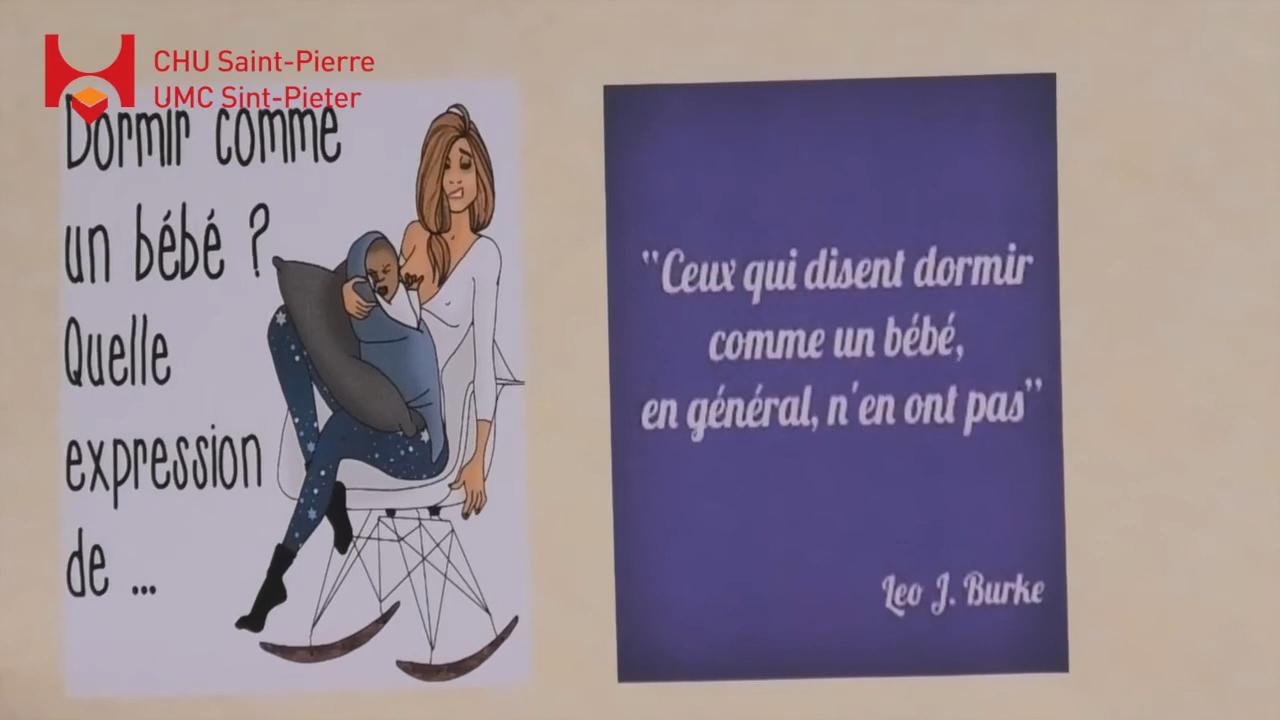 CHU Saint-Pierre
UMC Sint-Pieter
Dormir comme
un bébé ?
Quelle
expression
de ...
"Ceux qui disent dormir
comme un bébé,
en général, n'en ont pas"
Leo J. Burke